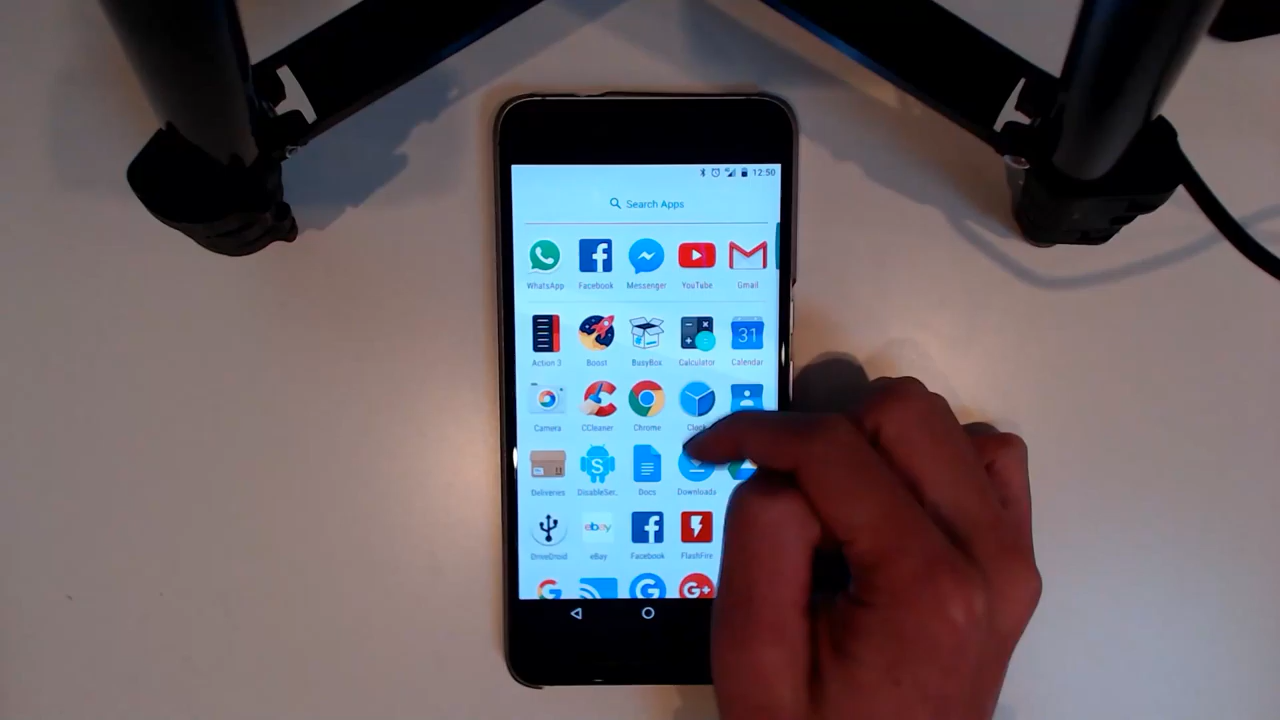 12:50
Search Apps
WhatsApp Facebook Messenger YouTube Gmail
31
Action 3 Boost BusyBox Calculator Calendar
Camera CCleaner Chrome
Deliveries DisableSer.. Docs Downloads
ebay
DriveDroid eBay Facebook FlashFire